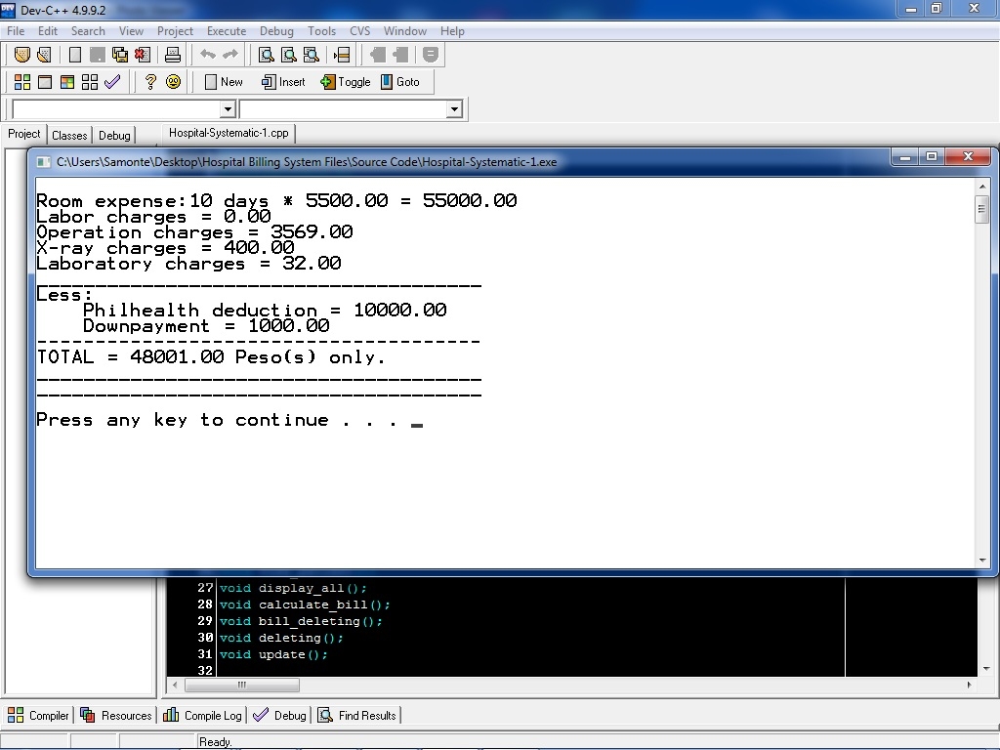 Dev-C++ 4.9.9.2
File Edit Search View Project Execute Debug Tools CVS Window Help
New Insert Toggle Goto
Project Classes Debug Hospital-Systematic-1.cpp
C:\Users\Samonte\Desktop\Hospital Billing System Files\Source Code\Hospital-Systematic-1.exe
Room expense:10 days * 5500.00 = 55000.00
Labor charges = 0.00
Operation charges = 3569.00
X-ray charges = 400.00
Laboratory charges = 32.00
______________________________________
Less:
    Philhealth deduction = 10000.00
    Downpayment = 1000.00
--------------------------------------
TOTAL = 48001.00 Peso(s) only.
______________________________________
______________________________________
Press any key to continue . . . _
27 void display_all();
28 void calculate_bill();
29 void bill_deleting();
30 void deleting();
31 void update();
32
Compiler Resources Compile Log Debug Find Results
Ready.